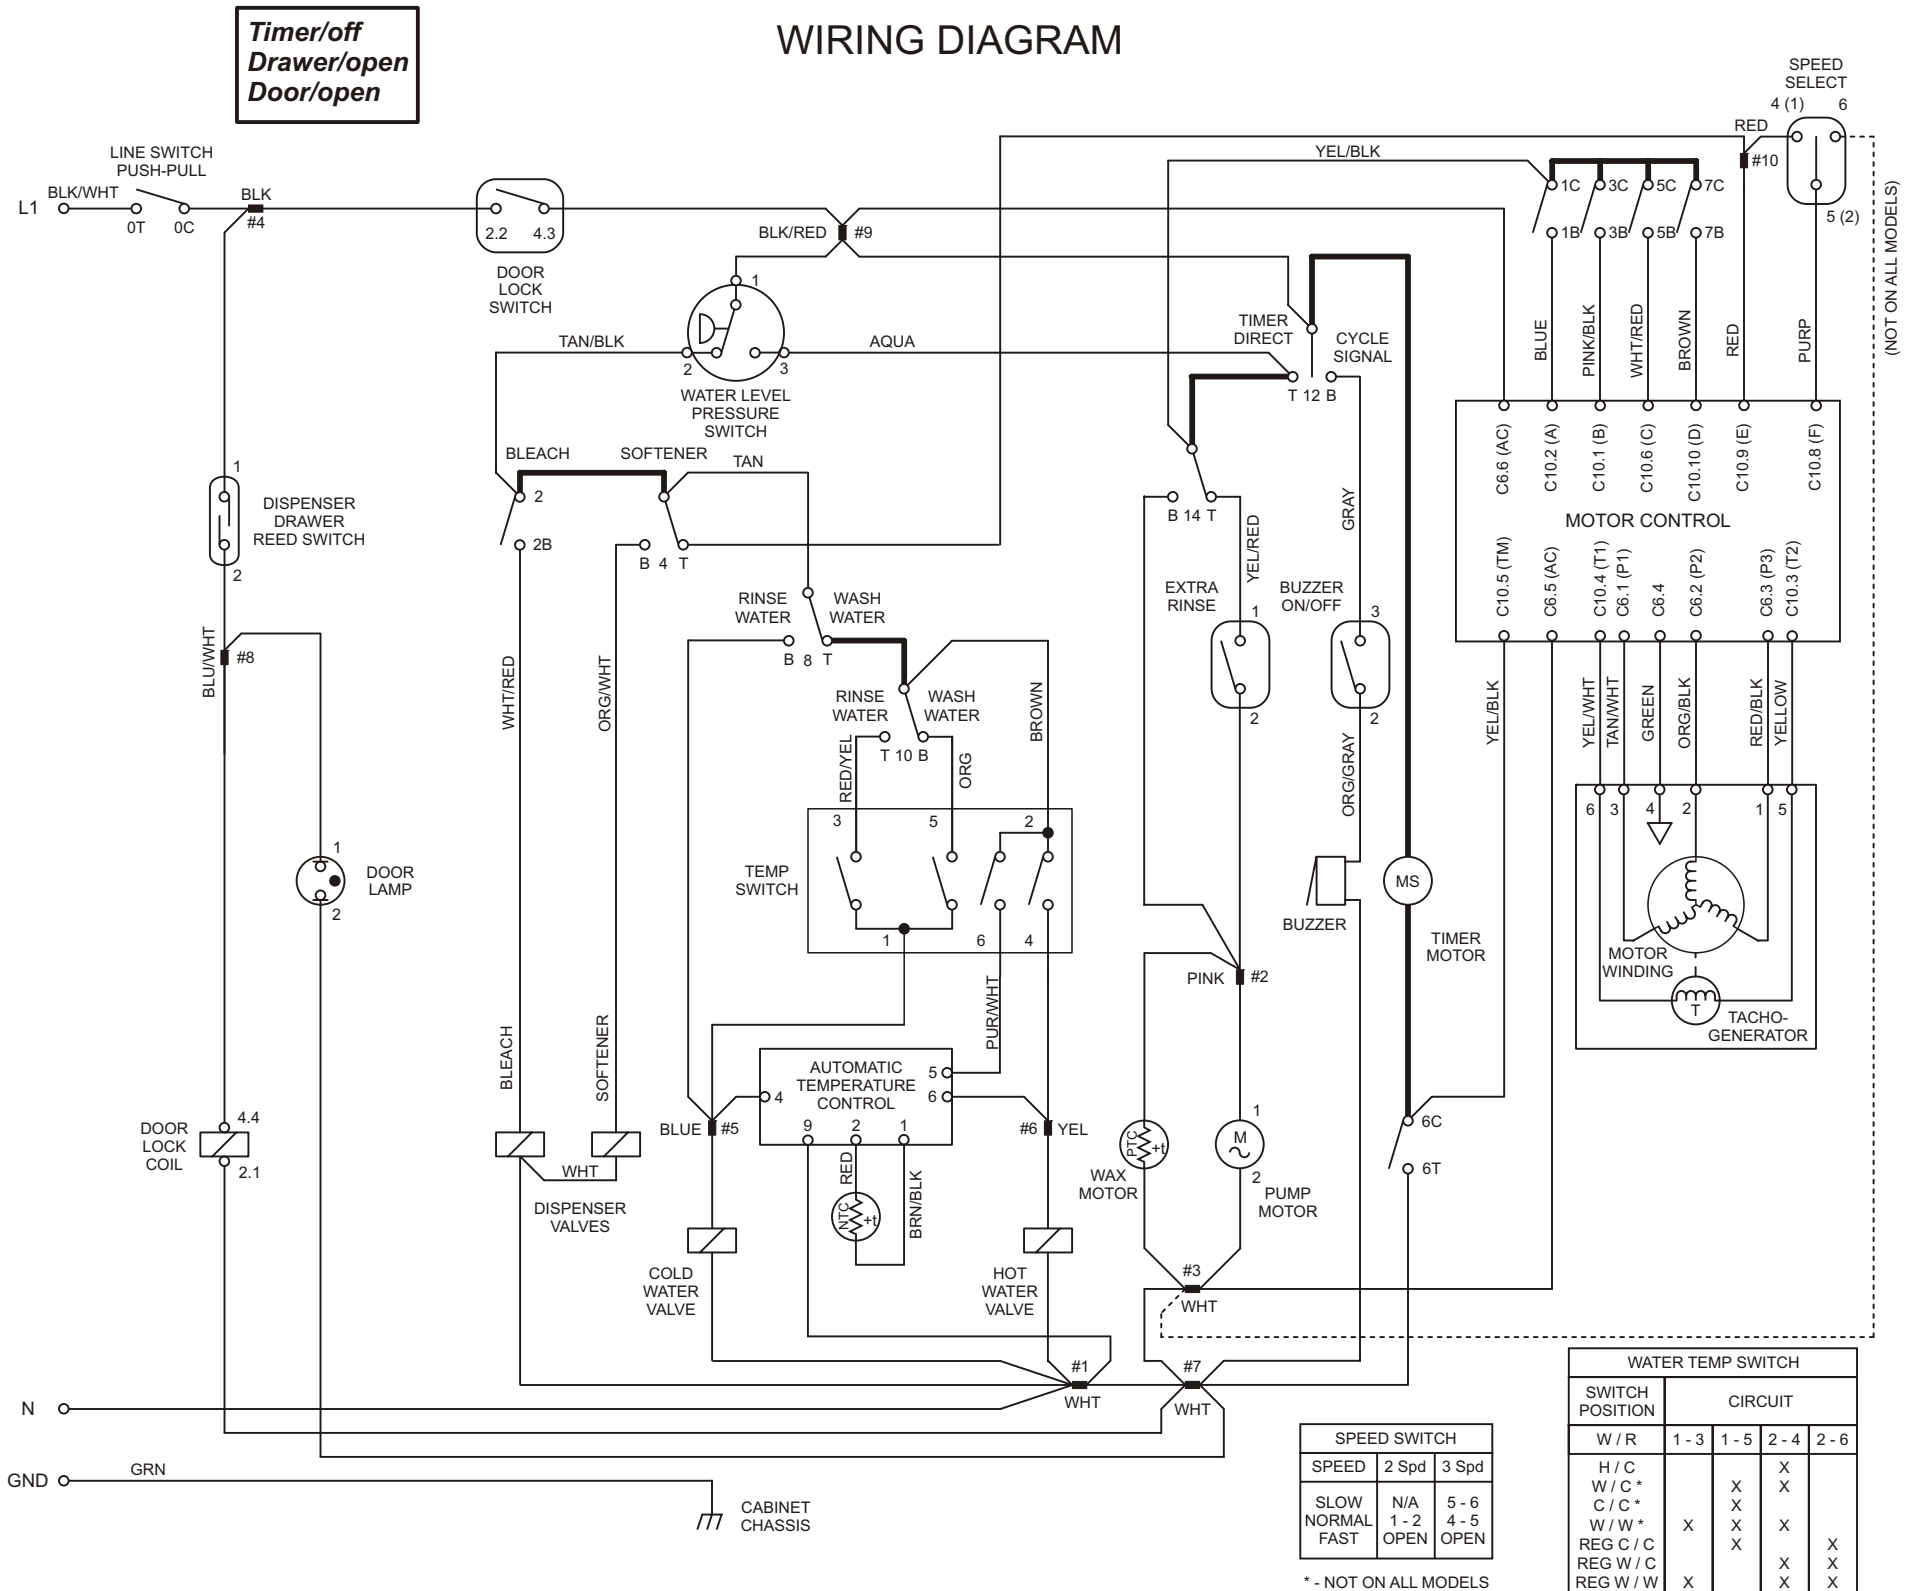 Timer/off
Drawer/open
Door/open
WIRING DIAGRAM
SPEED
SELECT
4 (1)
6
RED
#10
5 (2)
(NOT ON ALL MODELS)
LINE SWITCH
PUSH-PULL
L1
BLK/WHT
0T
0C
BLK
#4
2.2
4.3
DOOR
LOCK
SWITCH
BLK/RED
#9
YEL/BLK
1C
3C
5C
7C
1B
3B
5B
7B
BLUE
PINK/BLK
WHT/RED
BROWN
RED
PURP
1
TAN/BLK
2
3
AQUA
WATER LEVEL
PRESSURE
SWITCH
TIMER
DIRECT
CYCLE
SIGNAL
T 12 B
C6.6 (AC)
C10.2 (A)
C10.1 (B)
C10.6 (C)
C10.10 (D)
C10.9 (E)
C10.8 (F)
MOTOR CONTROL
C10.5 (TM)
C6.5 (AC)
C10.4 (T1)
C6.1 (P1)
C6.4
C6.2 (P2)
C6.3 (P3)
C10.3 (T2)
1
DISPENSER
DRAWER
REED SWITCH
2
BLEACH
SOFTENER
TAN
2
2B
B 4 T
B 14 T
YEL/RED
GRAY
RINSE
WATER
WASH
WATER
B 8 T
EXTRA
RINSE
1
2
BUZZER
ON/OFF
3
2
BLU/WHT
#8
WHT/RED
ORG/WHT
RINSE
WATER
WASH
WATER
T 10 B
BROWN
RED/YEL
ORG
ORG/GRAY
YEL/BLK
YEL/WHT
TAN/WHT
GREEN
ORG/BLK
RED/BLK
YELLOW
3
5
2
TEMP
SWITCH
1
6
4
1
DOOR
LAMP
2
BUZZER
MS
TIMER
MOTOR
6
3
4
2
1
5
MOTOR
WINDING
T
TACHO-
GENERATOR
PINK
#2
PUR/WHT
BLEACH
SOFTENER
AUTOMATIC
TEMPERATURE
CONTROL
5
6
4
9
2
1
DOOR
LOCK
COIL
4.4
2.1
BLUE
#5
#6
YEL
WHT
DISPENSER
VALVES
RED
BRN/BLK
NTC
+t
PTC
+t
WAX
MOTOR
1
M
2
PUMP
MOTOR
6C
6T
COLD
WATER
VALVE
HOT
WATER
VALVE
#3
WHT
#1
WHT
#7
WHT
N
GND
GRN
CABINET
CHASSIS
SPEED SWITCH
SPEED 2 Spd 3 Spd
SLOW N/A 5 - 6
NORMAL 1 - 2 4 - 5
FAST OPEN OPEN
* - NOT ON ALL MODELS
WATER TEMP SWITCH
SWITCH
POSITION
CIRCUIT
W / R 1 - 3 1 - 5 2 - 4 2 - 6
H / C X
W / C * X X
C / C * X
W / W * X X X
REG C / C X X
REG W / C X X
REG W / W X X X